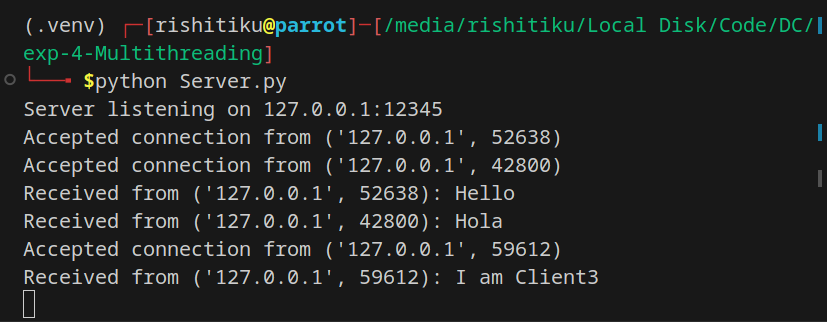 (.venv) ┌─[rishitiku@parrot]─[/media/rishitiku/Local Disk/Code/DC/
exp-4-Multithreading]
└──╼ $python Server.py
Server listening on 127.0.0.1:12345
Accepted connection from ('127.0.0.1', 52638)
Accepted connection from ('127.0.0.1', 42800)
Received from ('127.0.0.1', 52638): Hello
Received from ('127.0.0.1', 42800): Hola
Accepted connection from ('127.0.0.1', 59612)
Received from ('127.0.0.1', 59612): I am Client3